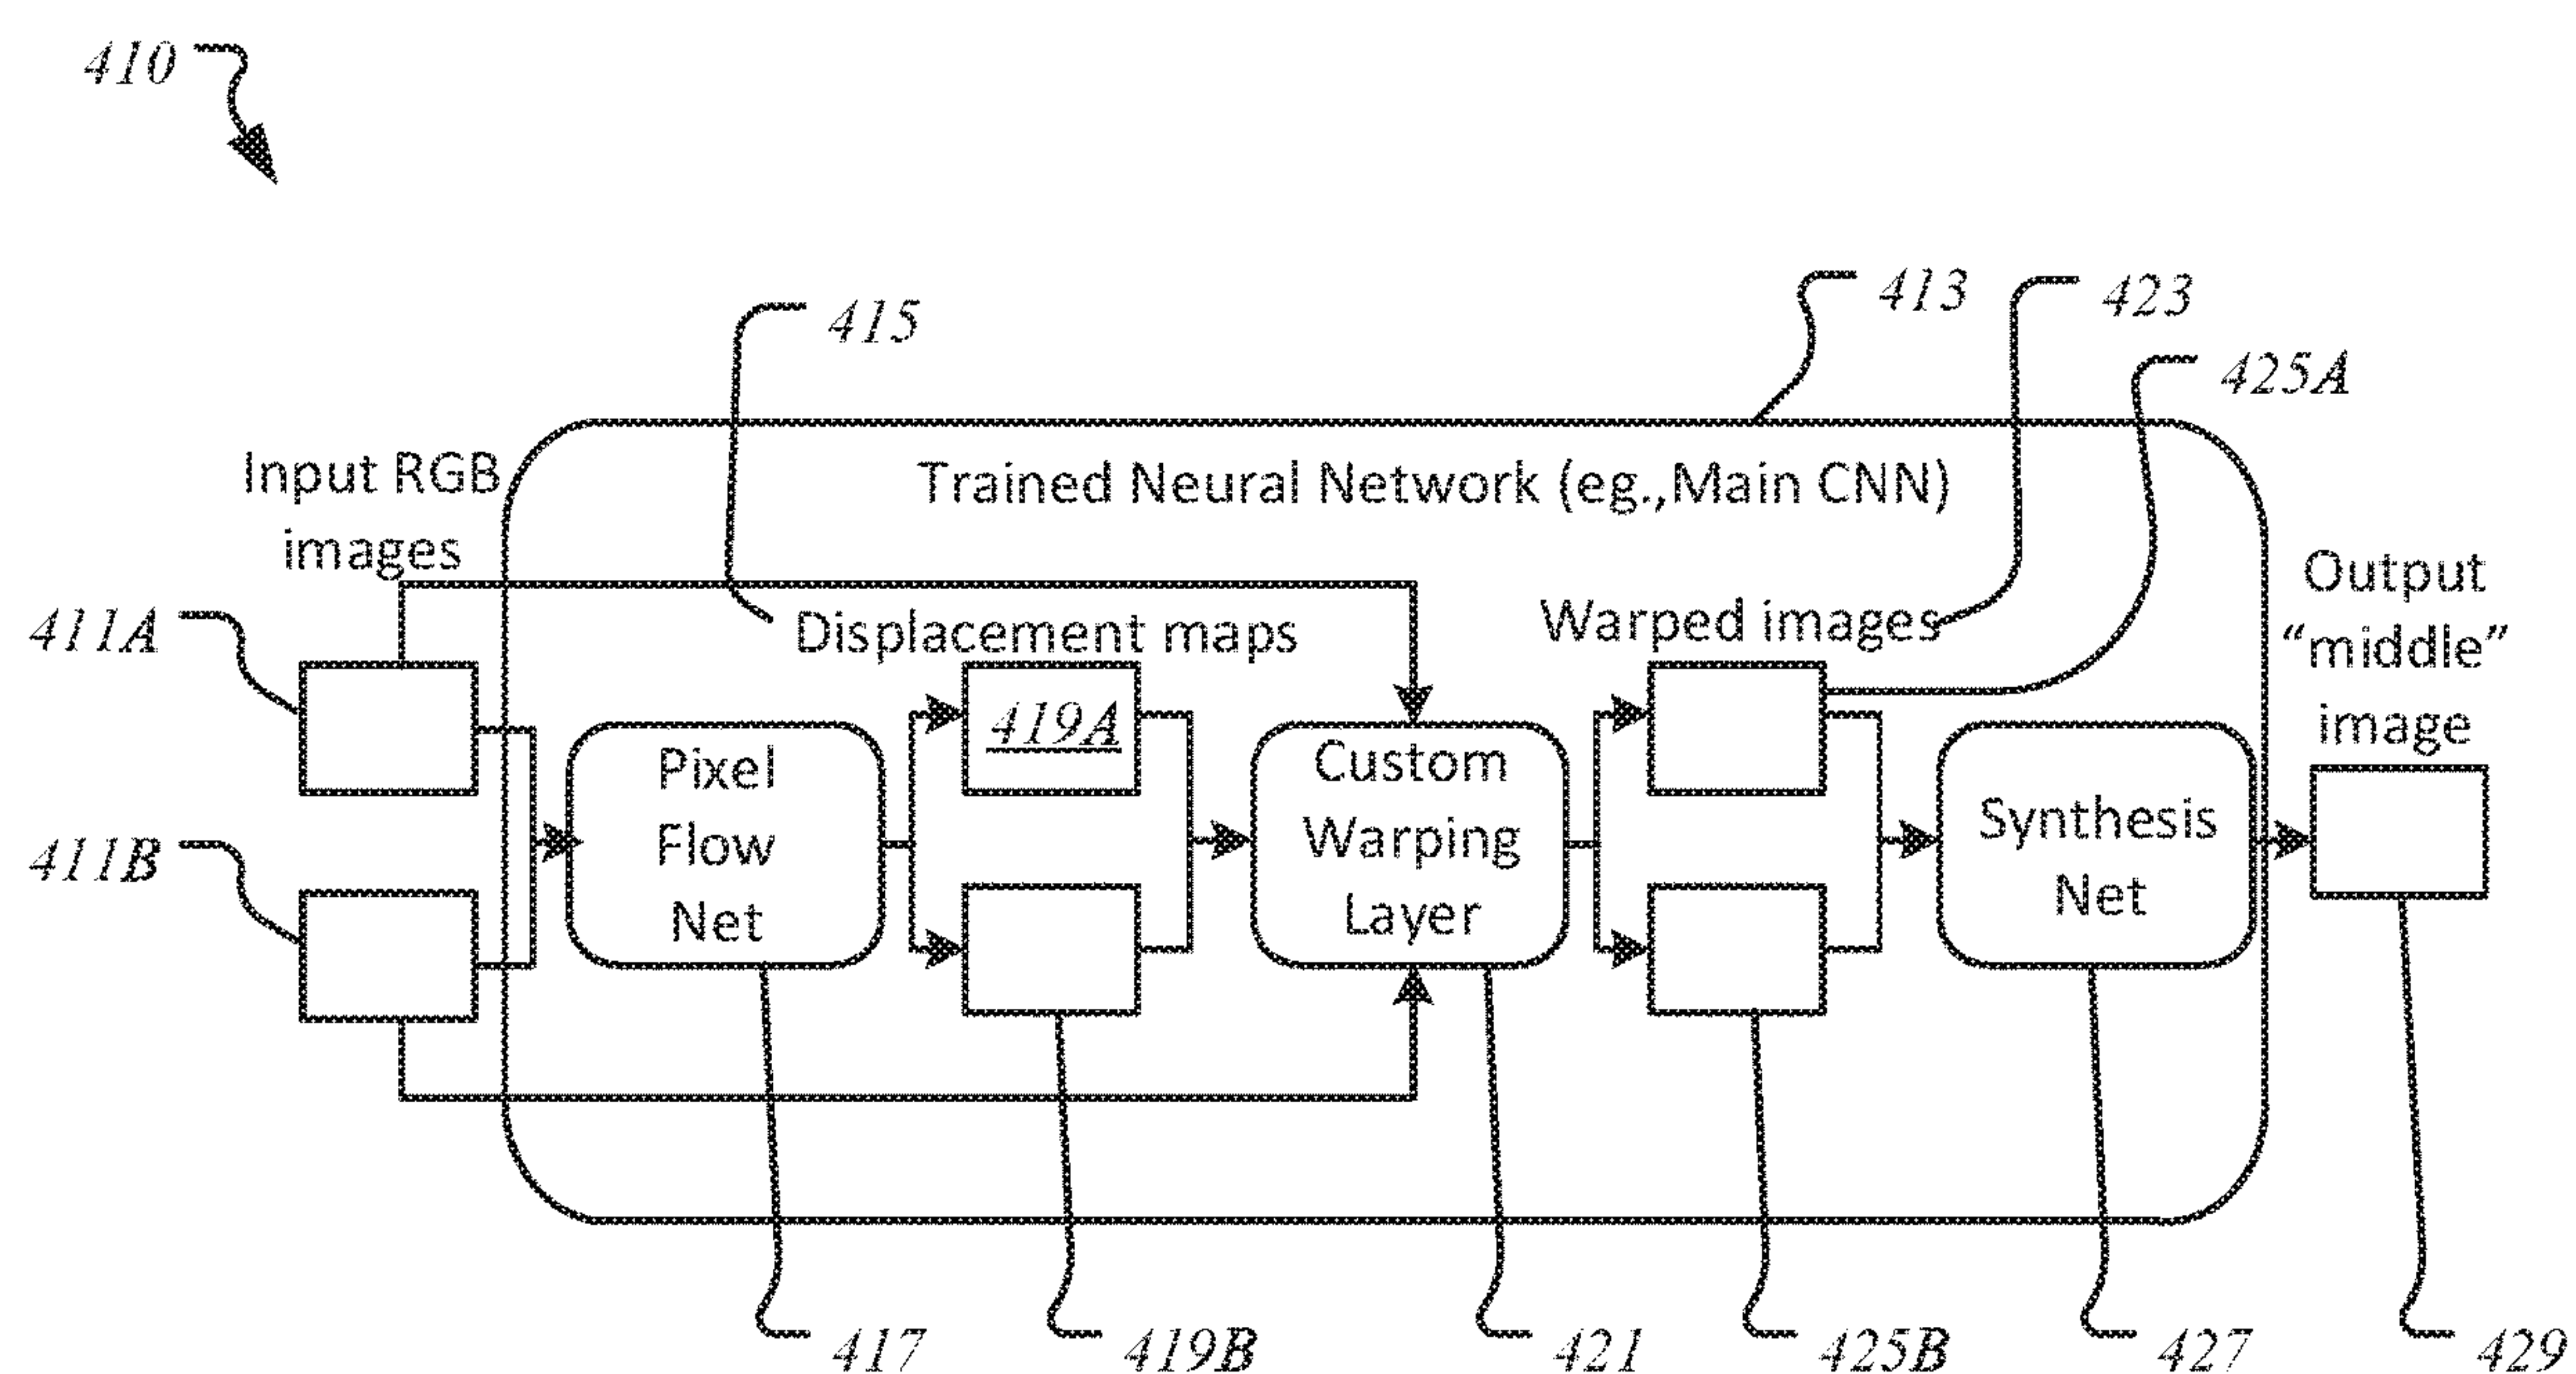 410
413
423
415
425A
Input RGB
images
Trained Neural Network (eg.,Main CNN)
Output
"middle"
image
411A
Displacement maps
Warped images
419A
Pixel
Flow
Net
Custom
Warping
Layer
Synthesis
Net
411B
417
419B
421
425B
427
429